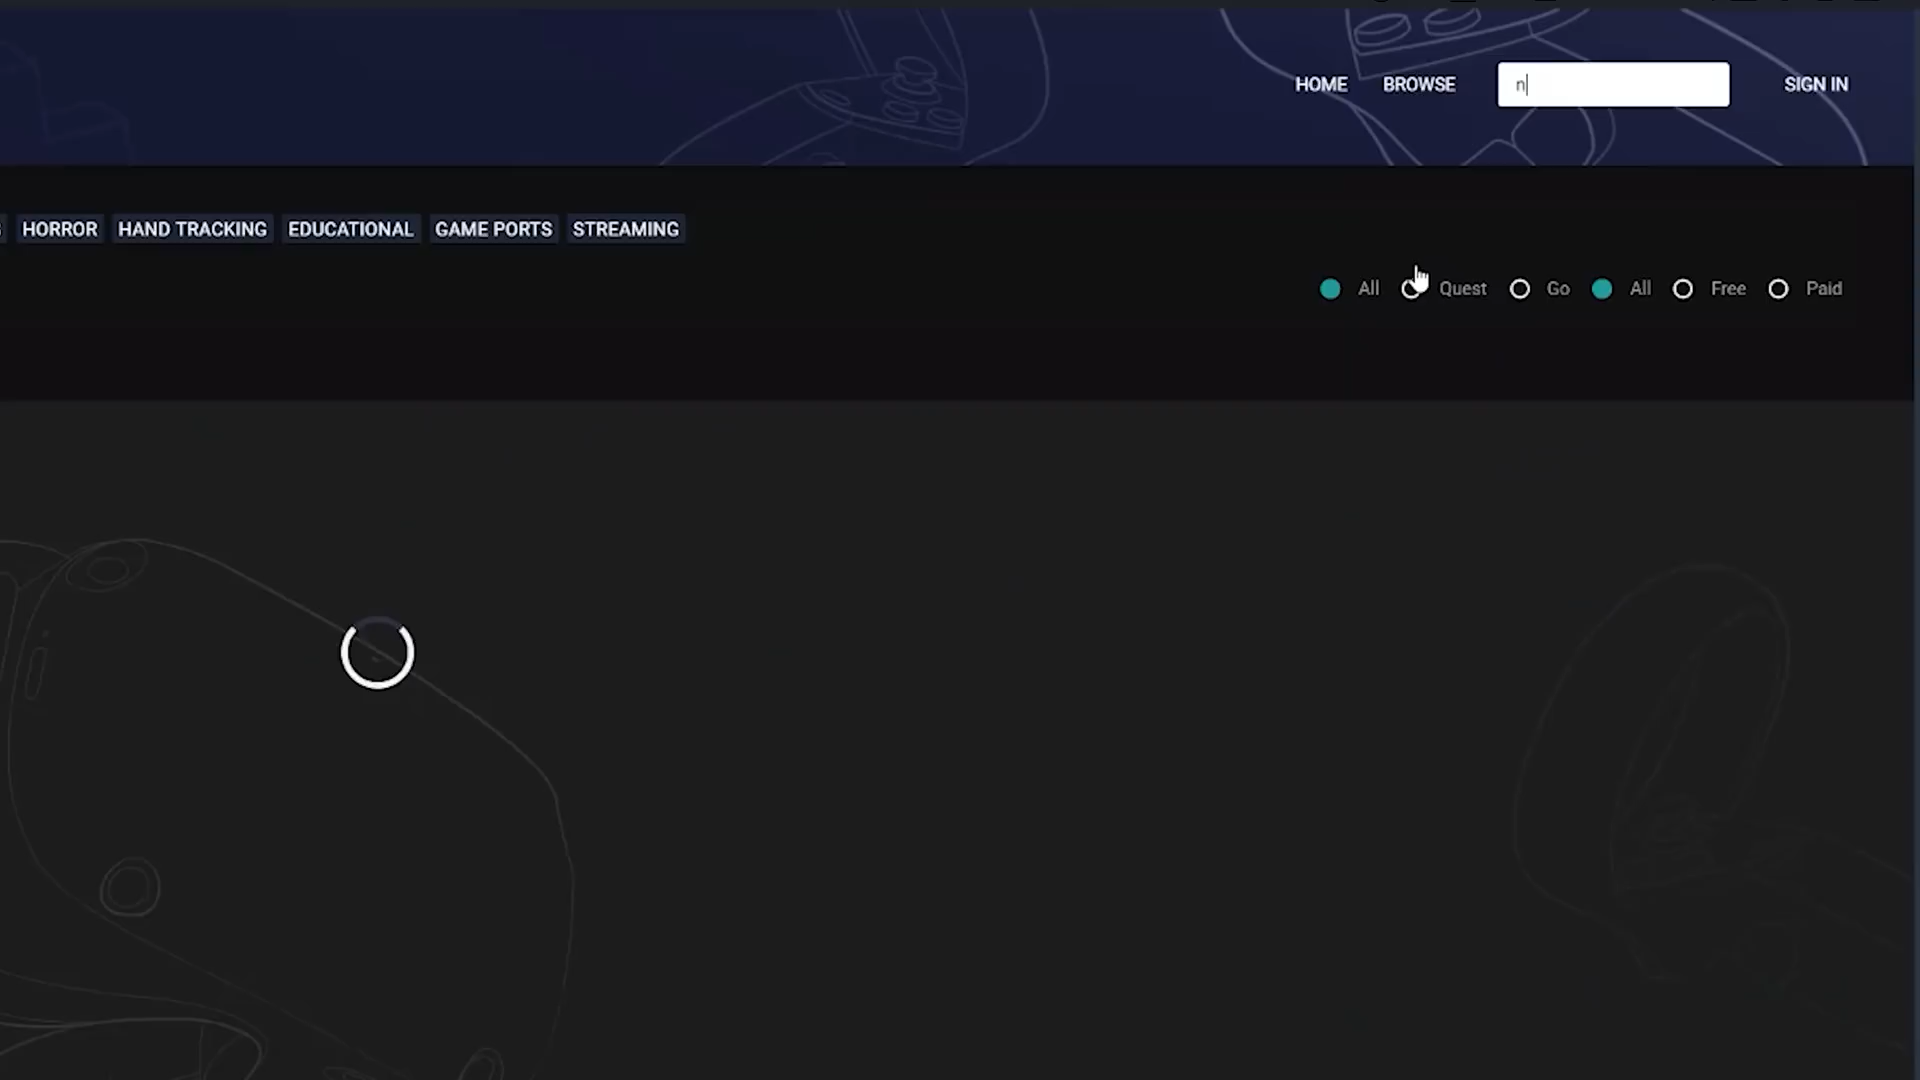 HOME BROWSE n SIGN IN
HORROR HAND TRACKING EDUCATIONAL GAME PORTS STREAMING
All Quest Go All Free Paid